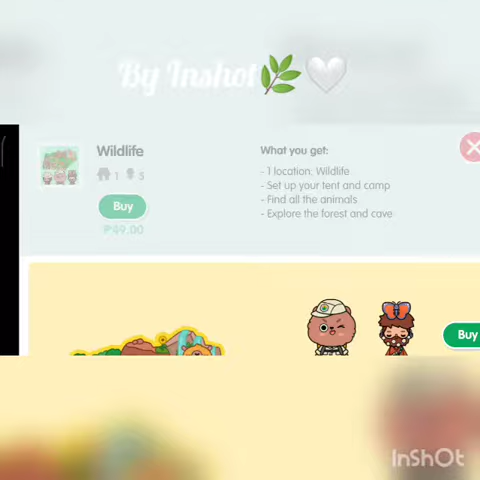 By Inshot🌿🤍
Wildlife
1 5
Buy
₱49.00
What you get:
- 1 location: Wildlife
- Set up your tent and camp
- Find all the animals
- Explore the forest and cave
Buy
InShOt